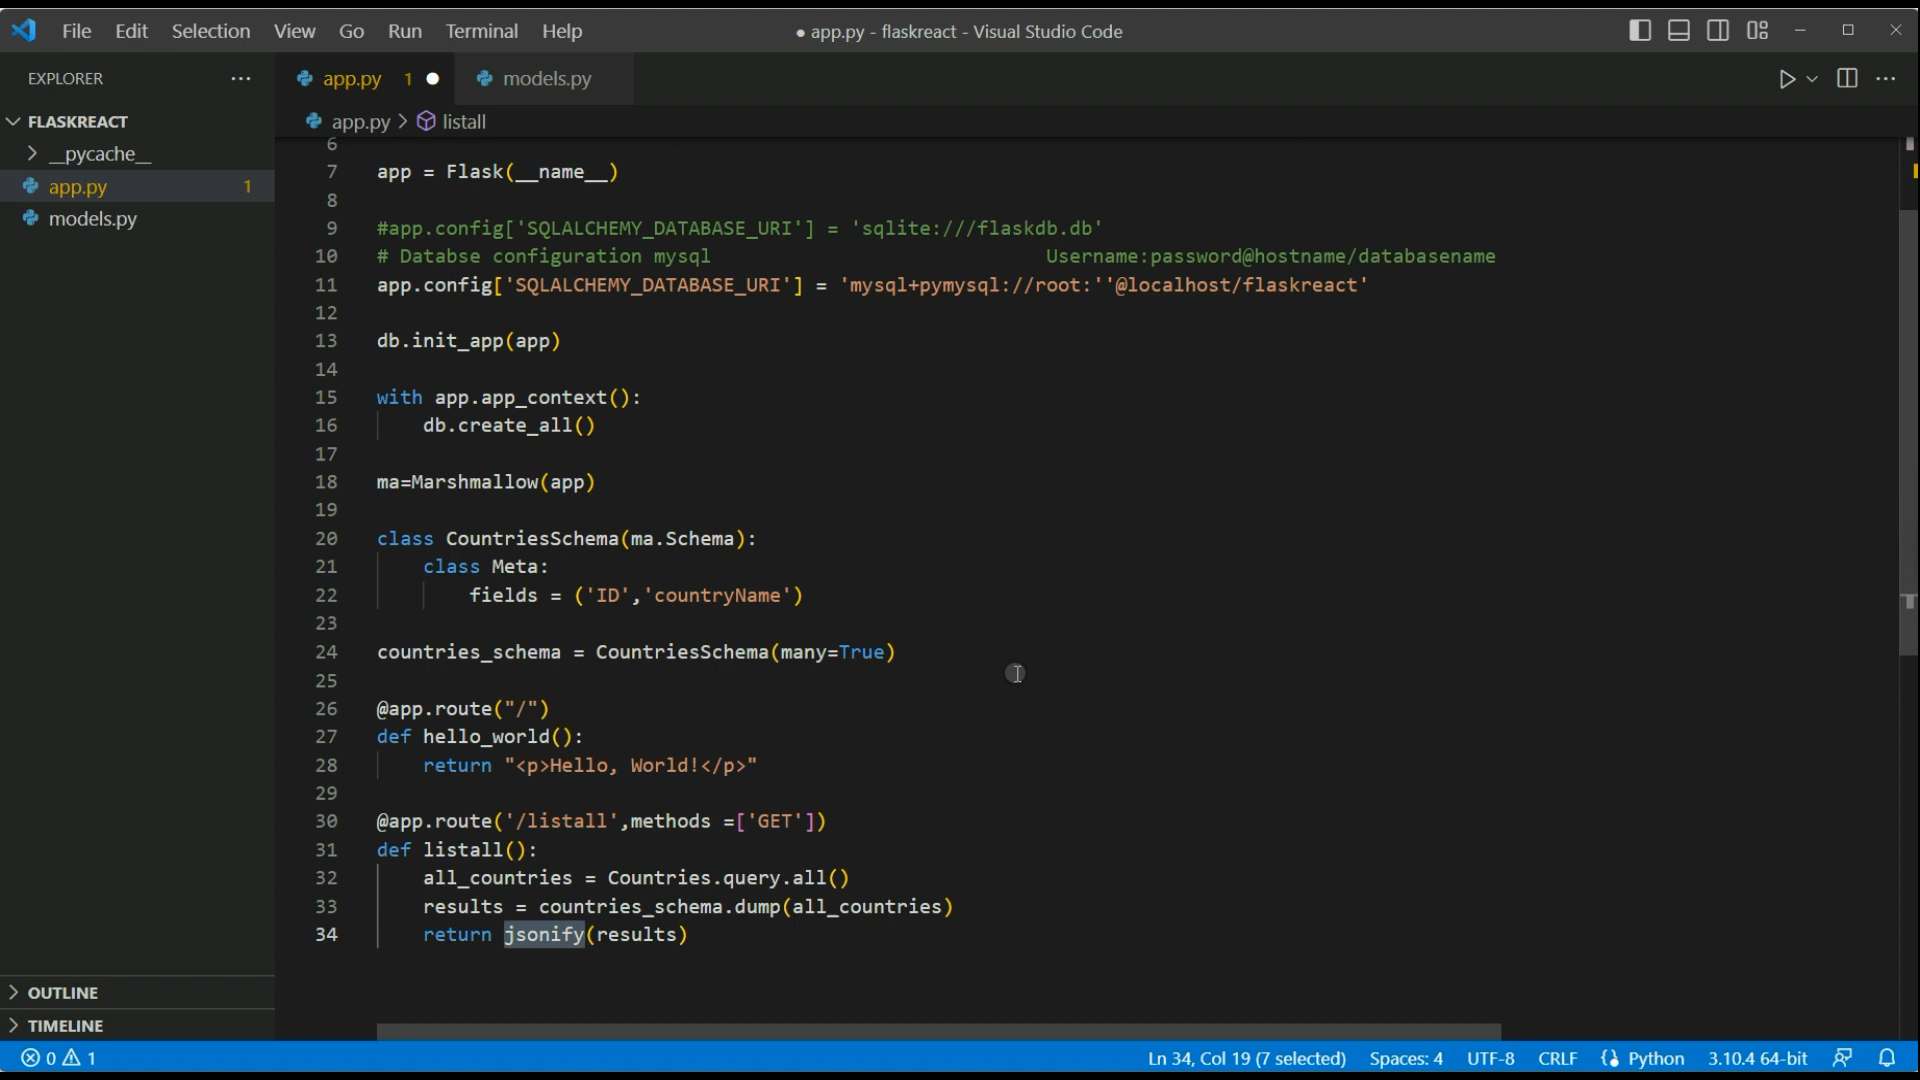 File Edit Selection View Go Run Terminal Help
● app.py - flaskreact - Visual Studio Code
EXPLORER ...
app.py 1 ●
models.py
FLASKREACT
__pycache__
app.py 1
models.py
OUTLINE
TIMELINE
app.py > listall
6
7 app = Flask(__name__)
8
9 #app.config['SQLALCHEMY_DATABASE_URI'] = 'sqlite:///flaskdb.db'
10 # Databse configuration mysql                             Username:password@hostname/databasename
11 app.config['SQLALCHEMY_DATABASE_URI'] = 'mysql+pymysql://root:''@localhost/flaskreact'
12
13 db.init_app(app)
14
15 with app.app_context():
16     db.create_all()
17
18 ma=Marshmallow(app)
19
20 class CountriesSchema(ma.Schema):
21     class Meta:
22         fields = ('ID','countryName')
23
24 countries_schema = CountriesSchema(many=True)
25
26 @app.route("/")
27 def hello_world():
28     return "<p>Hello, World!</p>"
29
30 @app.route('/listall',methods =['GET'])
31 def listall():
32     all_countries = Countries.query.all()
33     results = countries_schema.dump(all_countries)
34     return jsonify(results)
0 1
Ln 34, Col 19 (7 selected) Spaces: 4 UTF-8 CRLF Python 3.10.4 64-bit